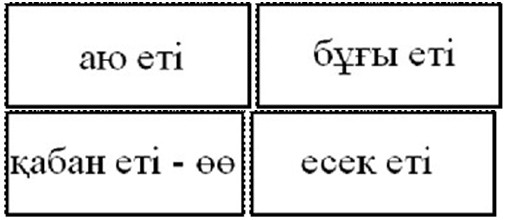 аю еті
бұғы еті
қабан еті - өө
есек еті